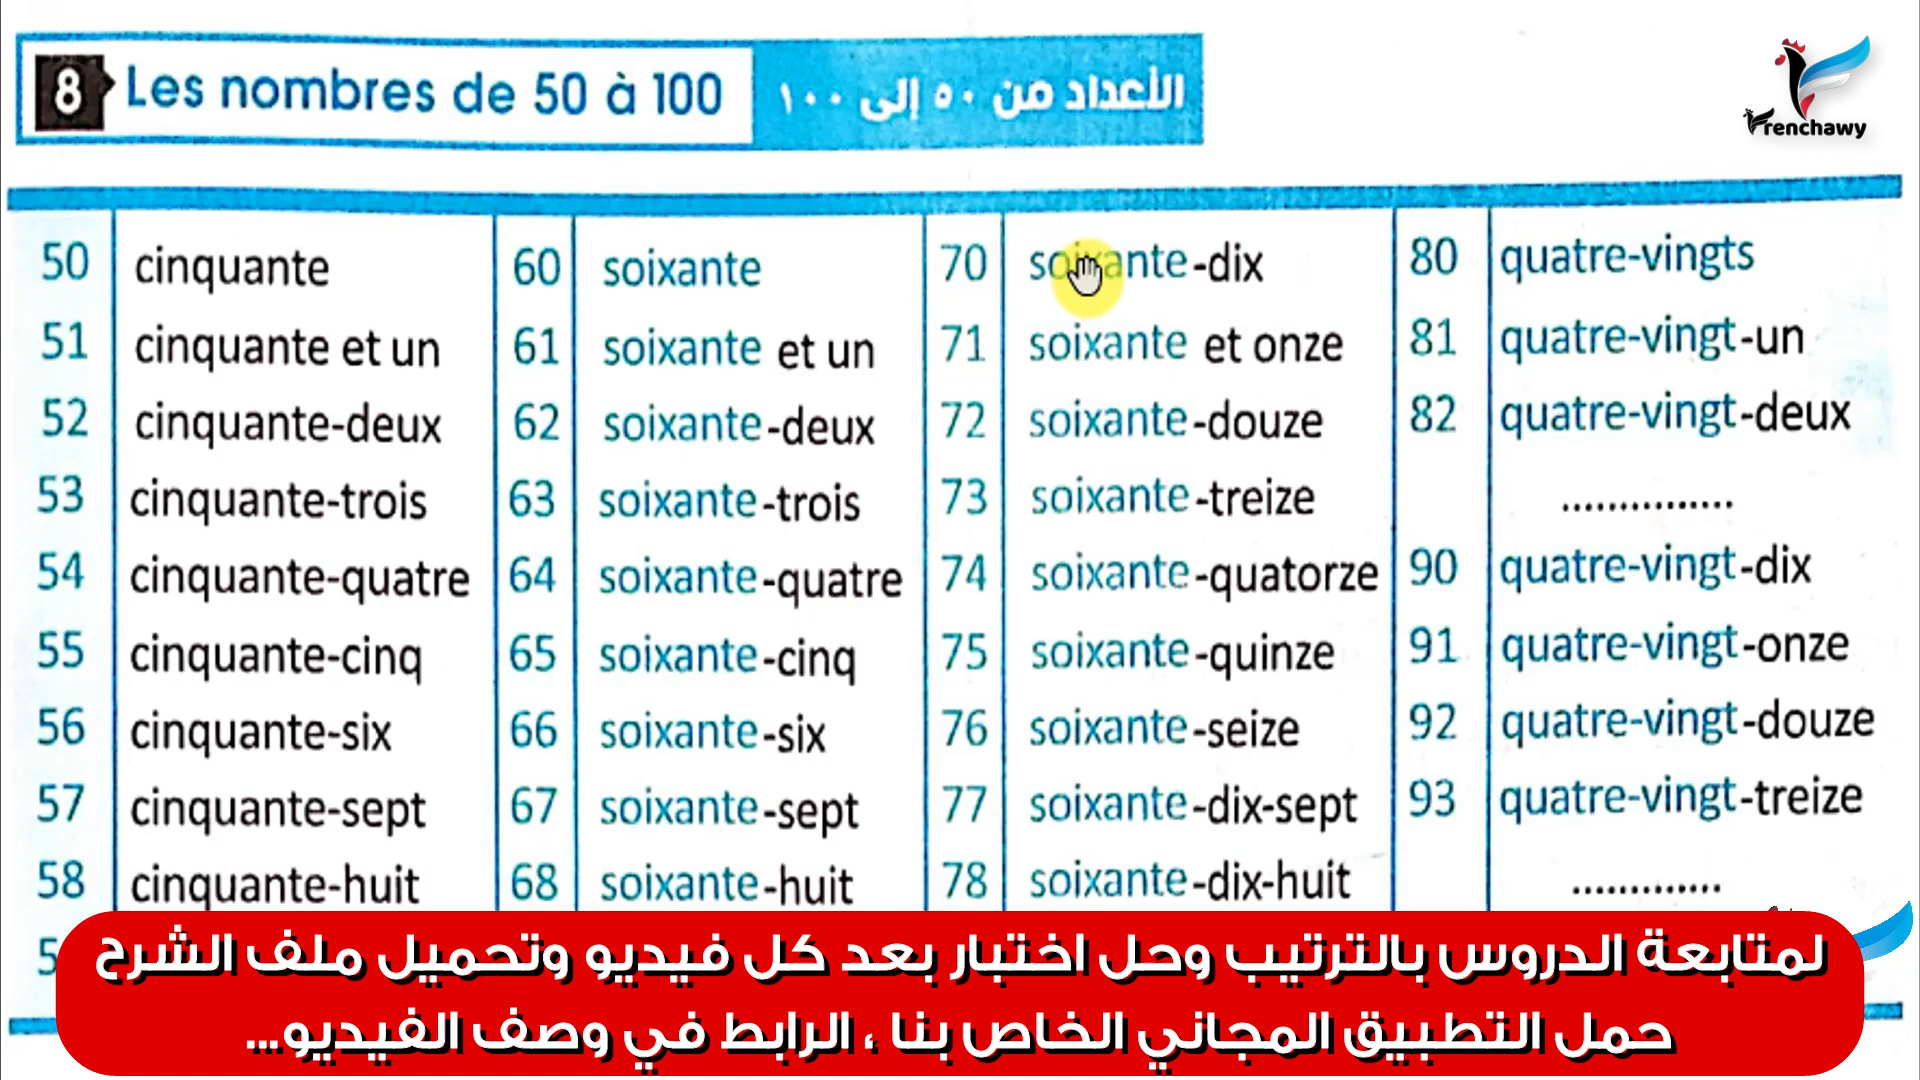 8 Les nombres de 50 à 100 الأعداد من ٥٠ إلى ١٠٠
Frenchawy
50 cinquante 60 soixante 70 soixante-dix 80 quatre-vingts
51 cinquante et un 61 soixante et un 71 soixante et onze 81 quatre-vingt-un
52 cinquante-deux 62 soixante-deux 72 soixante-douze 82 quatre-vingt-deux
53 cinquante-trois 63 soixante-trois 73 soixante-treize ...............
54 cinquante-quatre 64 soixante-quatre 74 soixante-quatorze 90 quatre-vingt-dix
55 cinquante-cinq 65 soixante-cinq 75 soixante-quinze 91 quatre-vingt-onze
56 cinquante-six 66 soixante-six 76 soixante-seize 92 quatre-vingt-douze
57 cinquante-sept 67 soixante-sept 77 soixante-dix-sept 93 quatre-vingt-treize
58 cinquante-huit 68 soixante-huit 78 soixante-dix-huit .............
5
لمتابعة الدروس بالترتيب وحل اختبار بعد كل فيديو وتحميل ملف الشرح
حمل التطبيق المجاني الخاص بنا ، الرابط في وصف الفيديو...